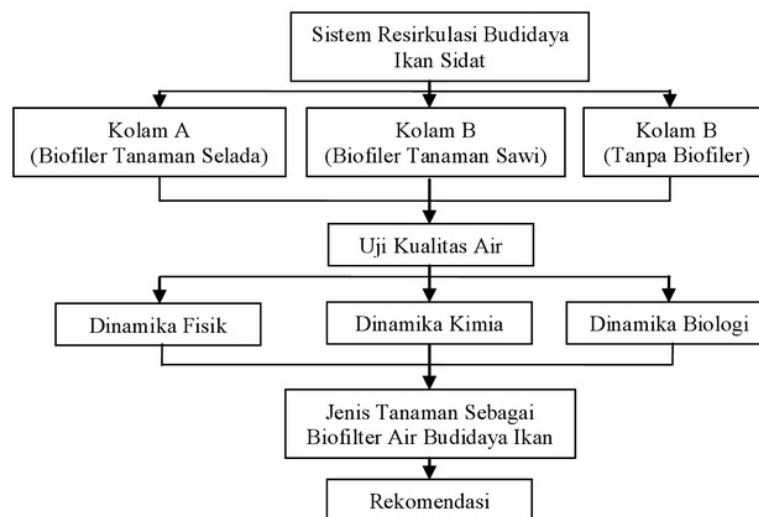 Sistem Resirkulasi Budidaya
Ikan Sidat
Kolam A
(Biofiler Tanaman Selada)
Kolam B
(Biofiler Tanaman Sawi)
Kolam B
(Tanpa Biofiler)
Uji Kualitas Air
Dinamika Fisik
Dinamika Kimia
Dinamika Biologi
Jenis Tanaman Sebagai
Biofilter Air Budidaya Ikan
Rekomendasi